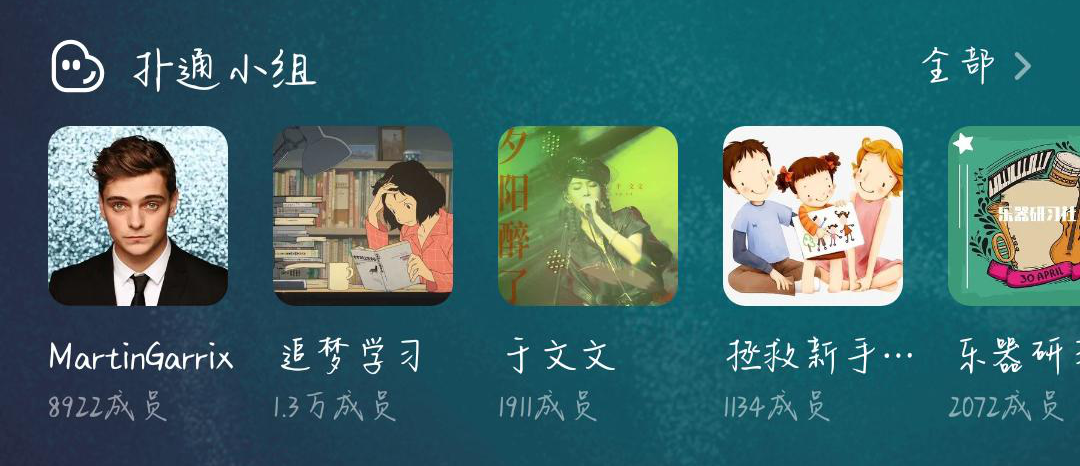 扑通小组
全部
夕阳醉了
于文文
乐器研习社
30 APRIL
MartinGarrix
追梦学习
于文文
拯救新手…
乐器研
8922成员
1.3万成员
1911成员
1134成员
2072成员